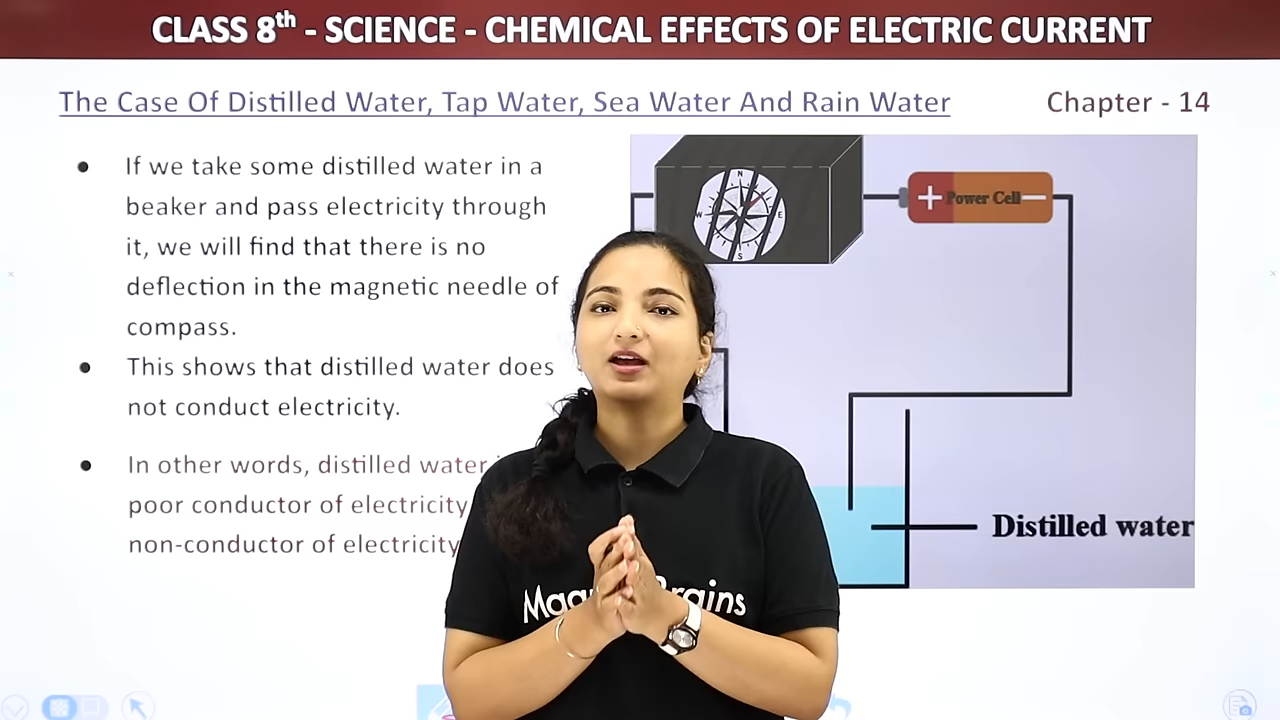 CLASS 8th - SCIENCE - CHEMICAL EFFECTS OF ELECTRIC CURRENT
The Case Of Distilled Water, Tap Water, Sea Water And Rain Water
Chapter - 14
If we take some distilled water in a
beaker and pass electricity through
it, we will find that there is no
deflection in the magnetic needle of
compass.
This shows that distilled water does
not conduct electricity.
In other words, distilled water
poor conductor of electricity
non-conductor of electricity
N
W
E
S
+ Power Cell –
Distilled water